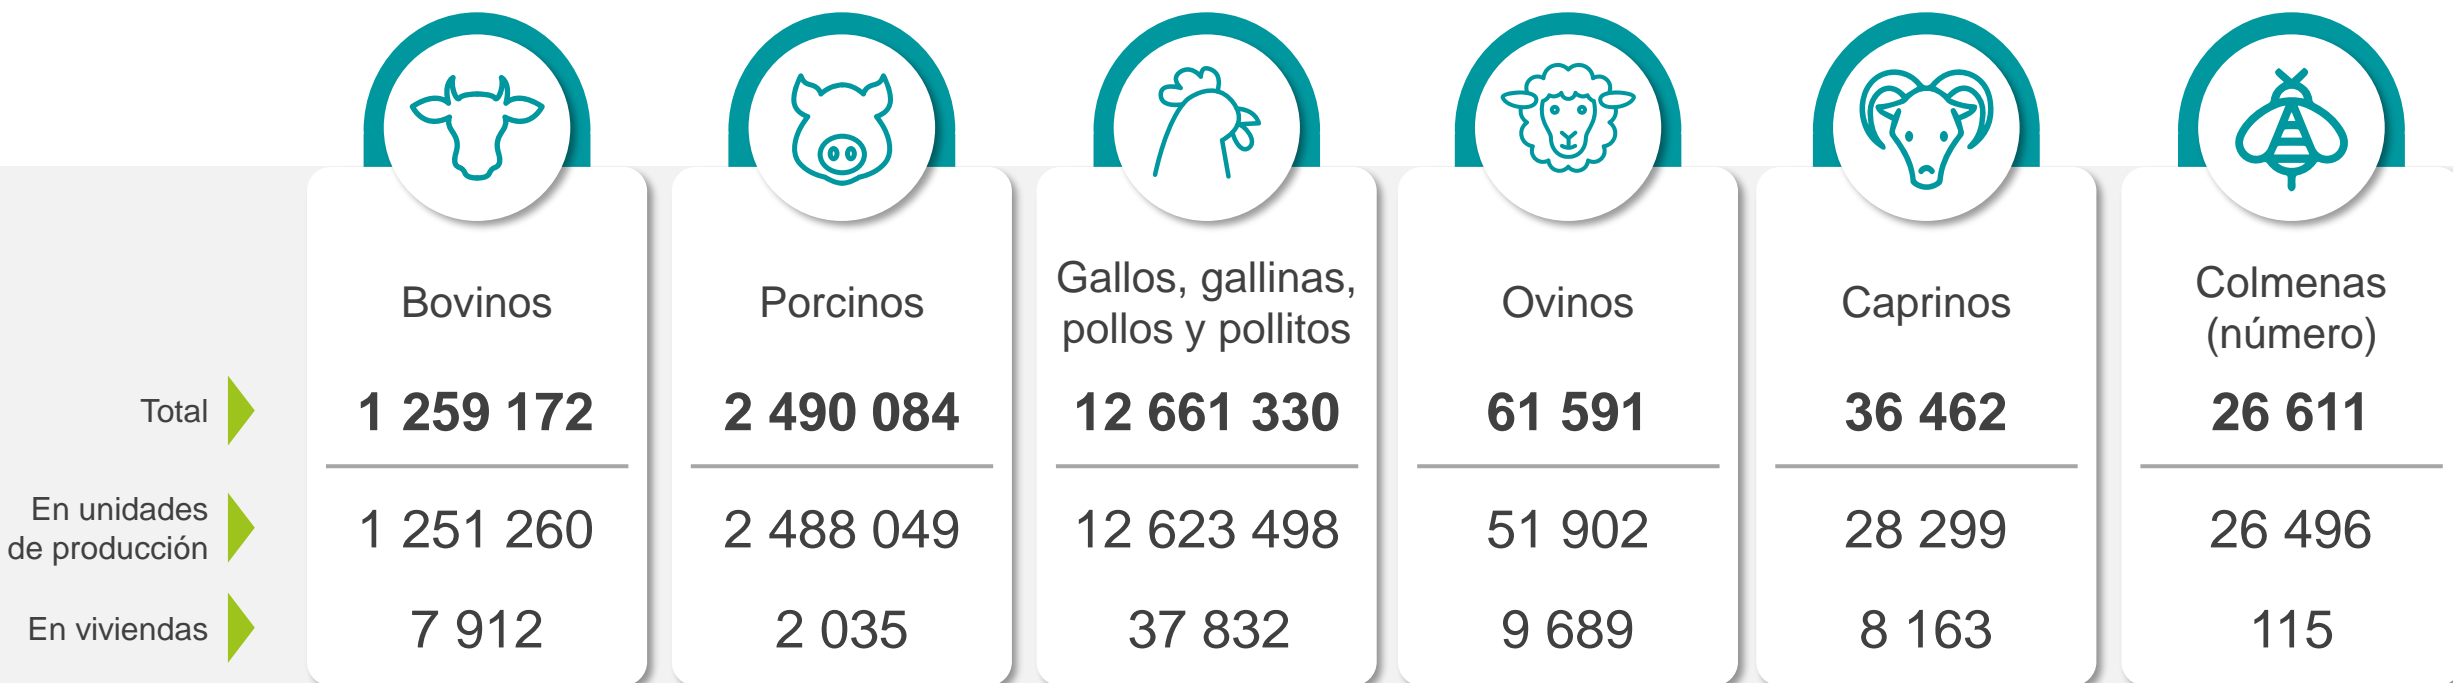 Bovinos
Porcinos
Gallos, gallinas,
pollos y pollitos
Ovinos
Caprinos
Colmenas
(número)
Total
1 259 172
2 490 084
12 661 330
61 591
36 462
26 611
En unidades
de producción
1 251 260
2 488 049
12 623 498
51 902
28 299
26 496
En viviendas
7 912
2 035
37 832
9 689
8 163
115